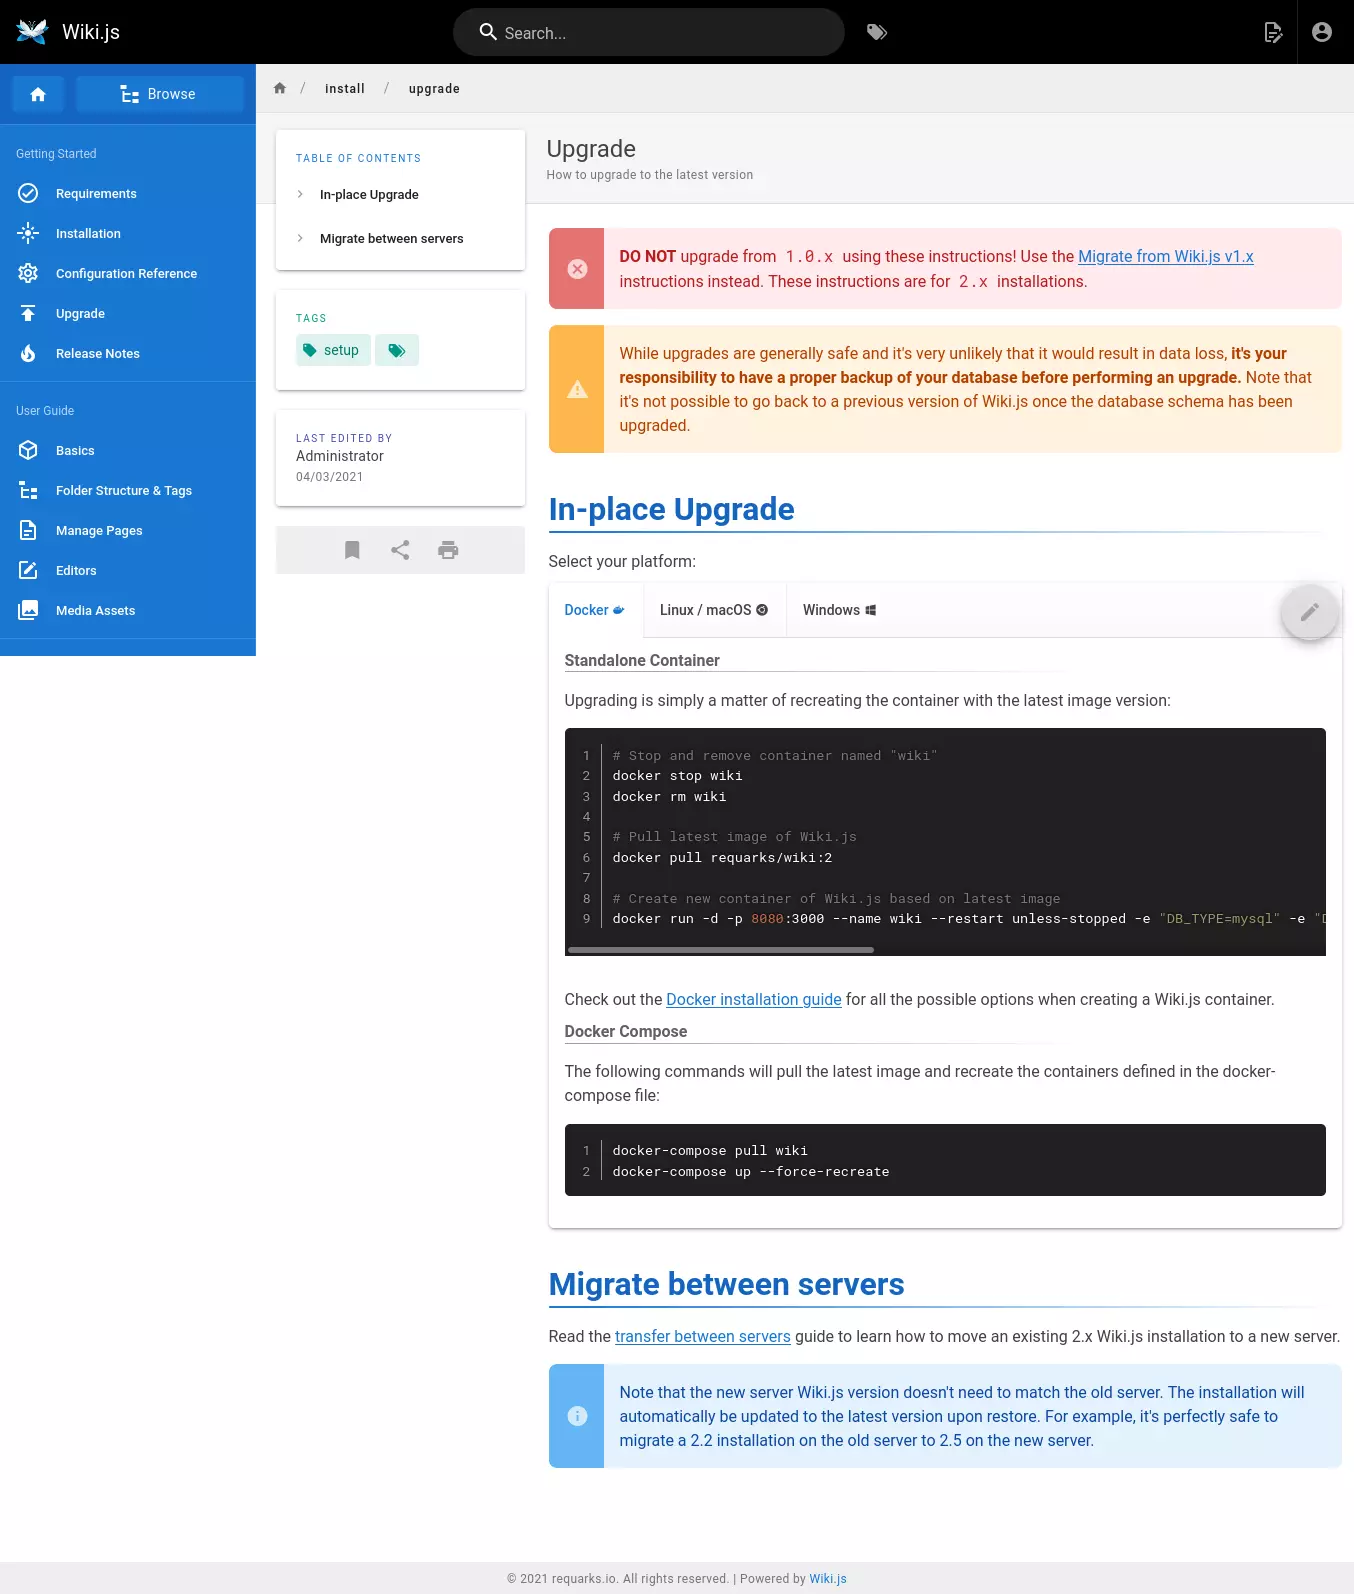 Wiki.js
Search...
Browse
install / upgrade
Getting Started
Requirements
Installation
Configuration Reference
Upgrade
Release Notes
User Guide
Basics
Folder Structure & Tags
Manage Pages
Editors
Media Assets
TABLE OF CONTENTS
In-place Upgrade
Migrate between servers
TAGS
setup
LAST EDITED BY
Administrator
04/03/2021
Upgrade
How to upgrade to the latest version
DO NOT upgrade from 1.0.x using these instructions! Use the Migrate from Wiki.js v1.x
instructions instead. These instructions are for 2.x installations.
While upgrades are generally safe and it's very unlikely that it would result in data loss, it's your
responsibility to have a proper backup of your database before performing an upgrade. Note that
it's not possible to go back to a previous version of Wiki.js once the database schema has been
upgraded.
In-place Upgrade
Select your platform:
Docker Linux / macOS Windows
Standalone Container
Upgrading is simply a matter of recreating the container with the latest image version:
1 # Stop and remove container named "wiki"
2 docker stop wiki
3 docker rm wiki
4
5 # Pull latest image of Wiki.js
6 docker pull requarks/wiki:2
7
8 # Create new container of Wiki.js based on latest image
9 docker run -d -p 8080:3000 --name wiki --restart unless-stopped -e "DB_TYPE=mysql" -e "D
Check out the Docker installation guide for all the possible options when creating a Wiki.js container.
Docker Compose
The following commands will pull the latest image and recreate the containers defined in the docker-
compose file:
1 docker-compose pull wiki
2 docker-compose up --force-recreate
Migrate between servers
Read the transfer between servers guide to learn how to move an existing 2.x Wiki.js installation to a new server.
Note that the new server Wiki.js version doesn't need to match the old server. The installation will
automatically be updated to the latest version upon restore. For example, it's perfectly safe to
migrate a 2.2 installation on the old server to 2.5 on the new server.
© 2021 requarks.io. All rights reserved. | Powered by Wiki.js